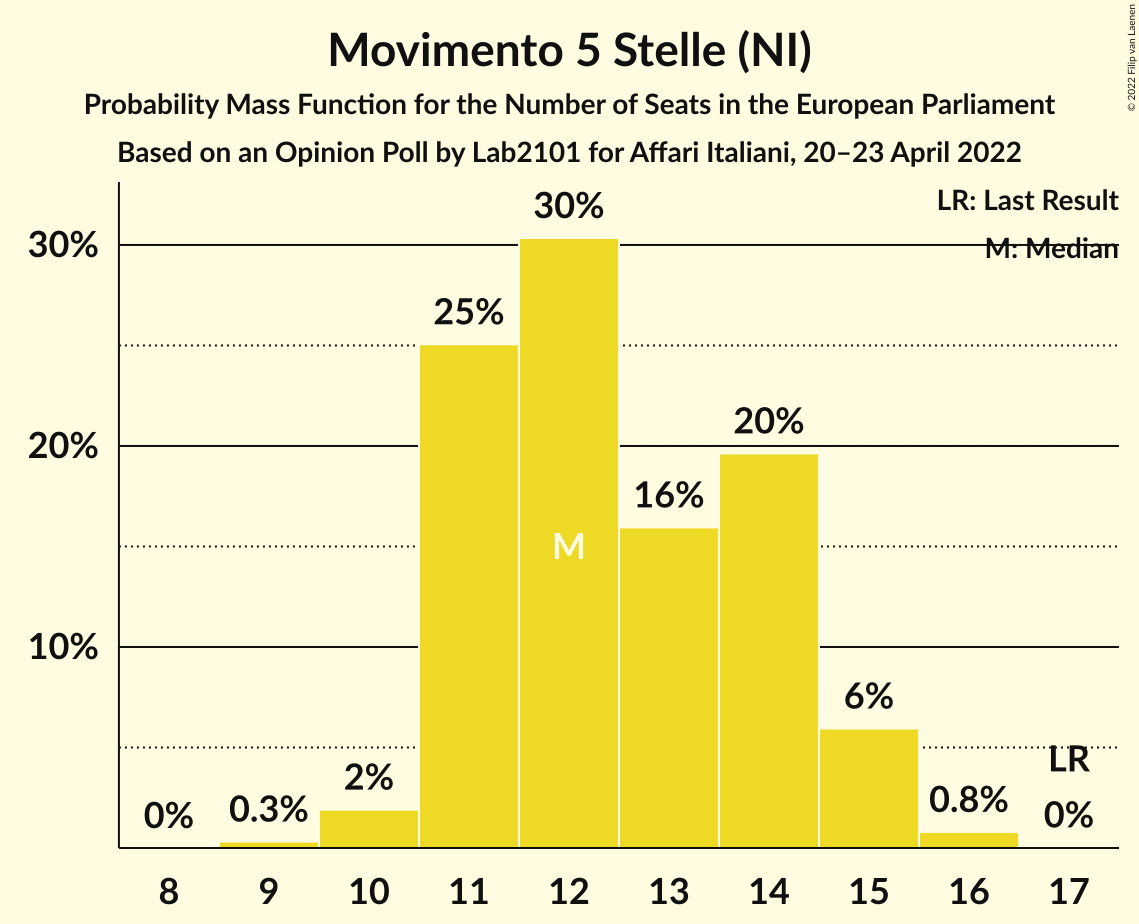 Movimento 5 Stelle (NI)
Probability Mass Function for the Number of Seats in the European Parliament
Based on an Opinion Poll by Lab2101 for Affari Italiani, 20–23 April 2022
© 2022 Filip van Laenen
LR: Last Result
M: Median
30%
20%
10%
0%
0.3%
2%
25%
30%
M
16%
20%
6%
0.8%
LR
0%
8 9 10 11 12 13 14 15 16 17